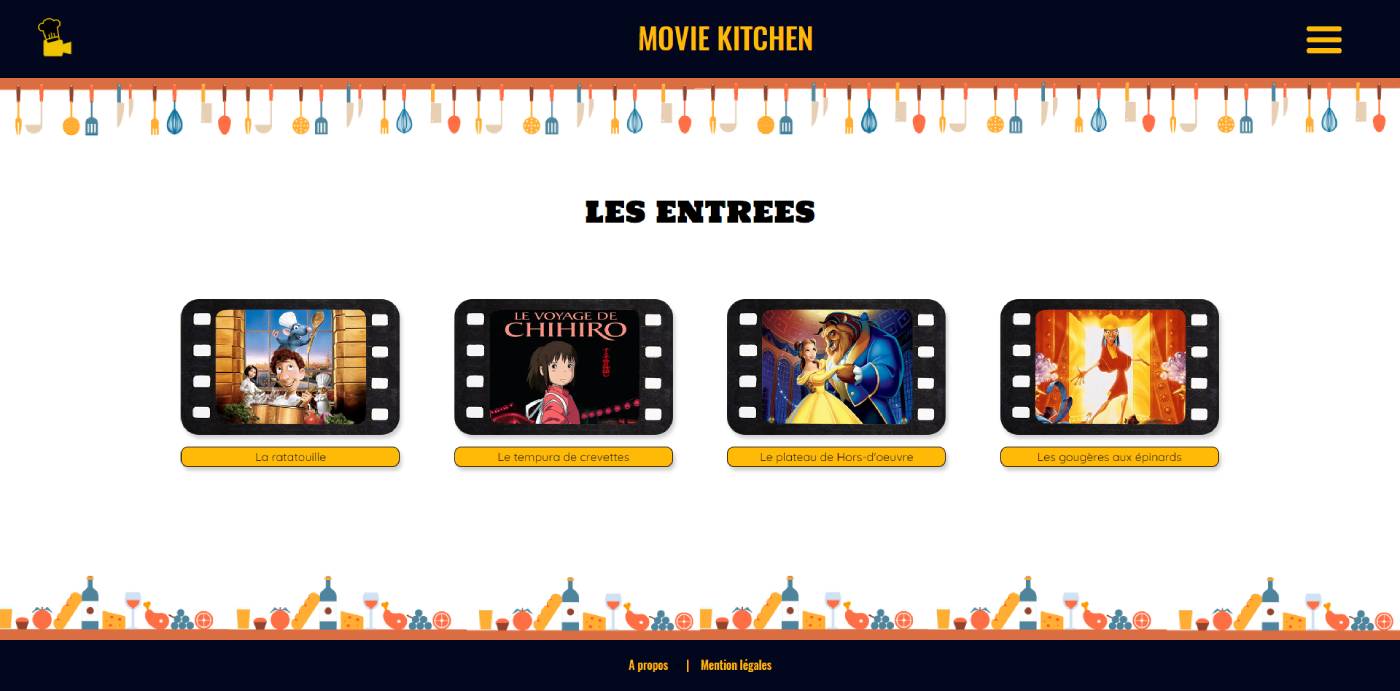 MOVIE KITCHEN
LES ENTREES
LE VOYAGE DE
CHIHIRO
La ratatouille
Le tempura de crevettes
Le plateau de Hors-d'oeuvre
Les gougères aux épinards
A propos | Mention légales